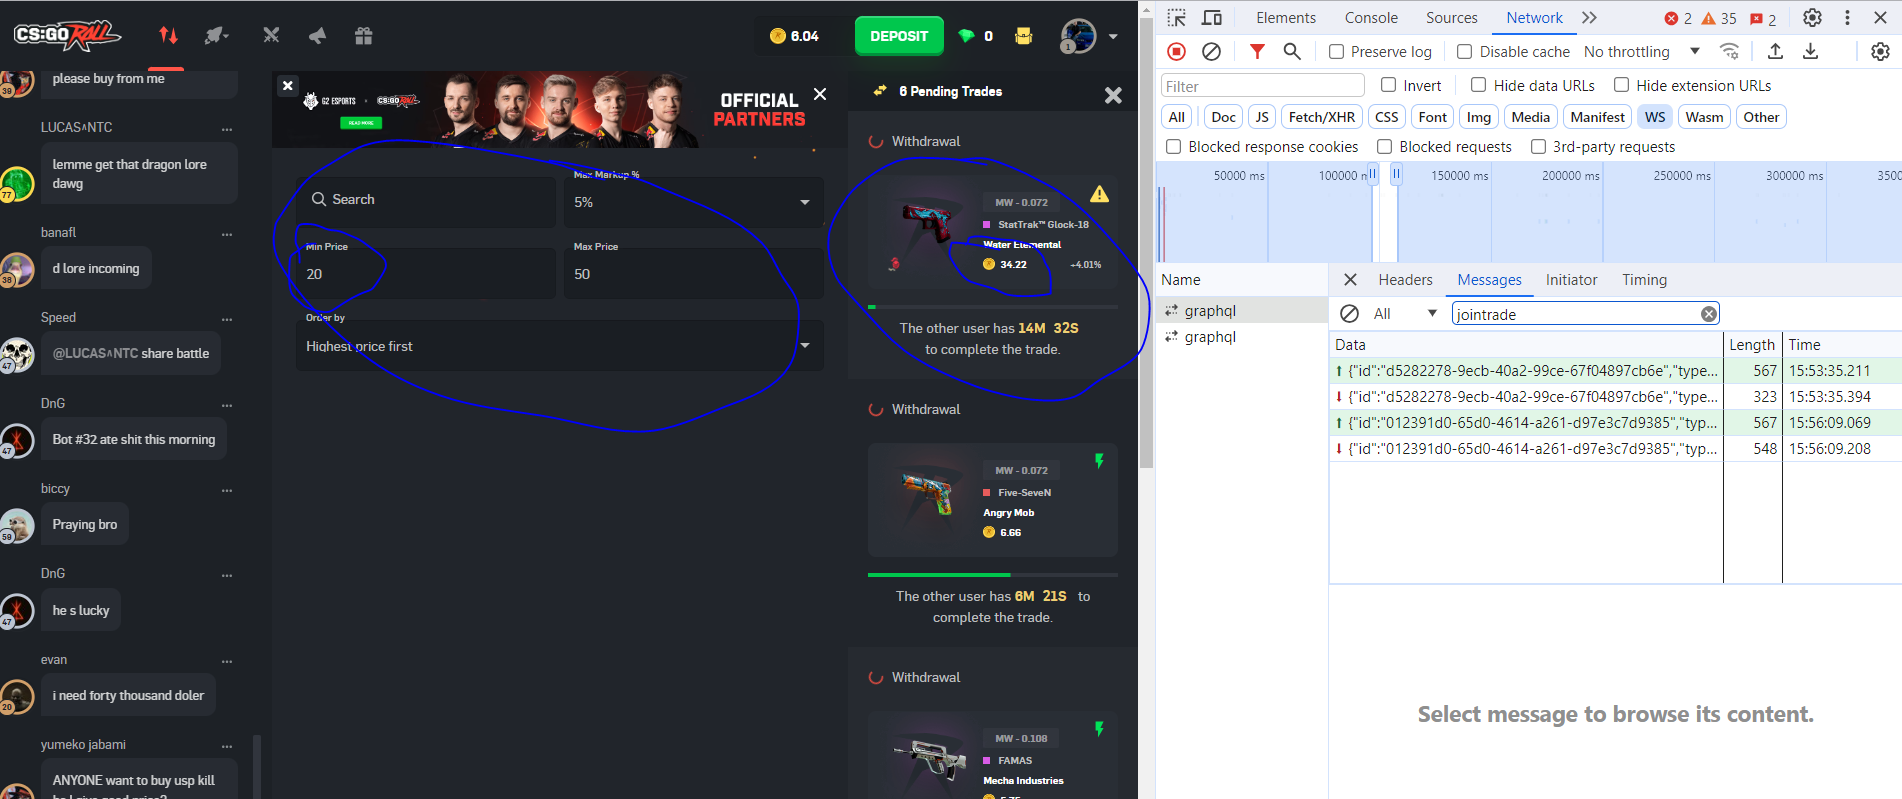 CS:GO ROLL
6.04
DEPOSIT
0
1
please buy from me
39
LUCAS^NTC
...
lemme get that dragon lore
dawg
77
banafl
...
d lore incoming
38
Speed
...
@LUCAS^NTC share battle
47
DnG
...
Bot #32 ate shit this morning
47
biccy
...
Praying bro
59
DnG
...
he s lucky
47
evan
...
i need forty thousand doler
20
yumeko jabami
...
ANYONE want to buy usp kill
G2 ESPORTS
CS:GO ROLL
READ MORE
OFFICIAL
PARTNERS
Search
Max Markup %
5%
Min Price
20
Max Price
50
Order by
Highest price first
6 Pending Trades
Withdrawal
MW - 0.072
StatTrak™ Glock-18
Water Elemental
34.22
+4.01%
The other user has 14M 32S
to complete the trade.
Withdrawal
MW - 0.072
Five-SeveN
Angry Mob
6.66
The other user has 6M 21S to
complete the trade.
Withdrawal
MW - 0.108
FAMAS
Mecha Industries
Elements
Console
Sources
Network
2
35
2
Preserve log
Disable cache
No throttling
Filter
Invert
Hide data URLs
Hide extension URLs
All
Doc
JS
Fetch/XHR
CSS
Font
Img
Media
Manifest
WS
Wasm
Other
Blocked response cookies
Blocked requests
3rd-party requests
50000 ms
100000 m
150000 ms
200000 ms
250000 ms
300000 ms
3500
Name
graphql
graphql
Headers
Messages
Initiator
Timing
All
jointrade
Data
Length
Time
{"id":"d5282278-9ecb-40a2-99ce-67f04897cb6e","type... 567 15:53:35.211
{"id":"d5282278-9ecb-40a2-99ce-67f04897cb6e","type... 323 15:53:35.394
{"id":"012391d0-65d0-4614-a261-d97e3c7d9385","typ... 567 15:56:09.069
{"id":"012391d0-65d0-4614-a261-d97e3c7d9385","typ... 548 15:56:09.208
Select message to browse its content.